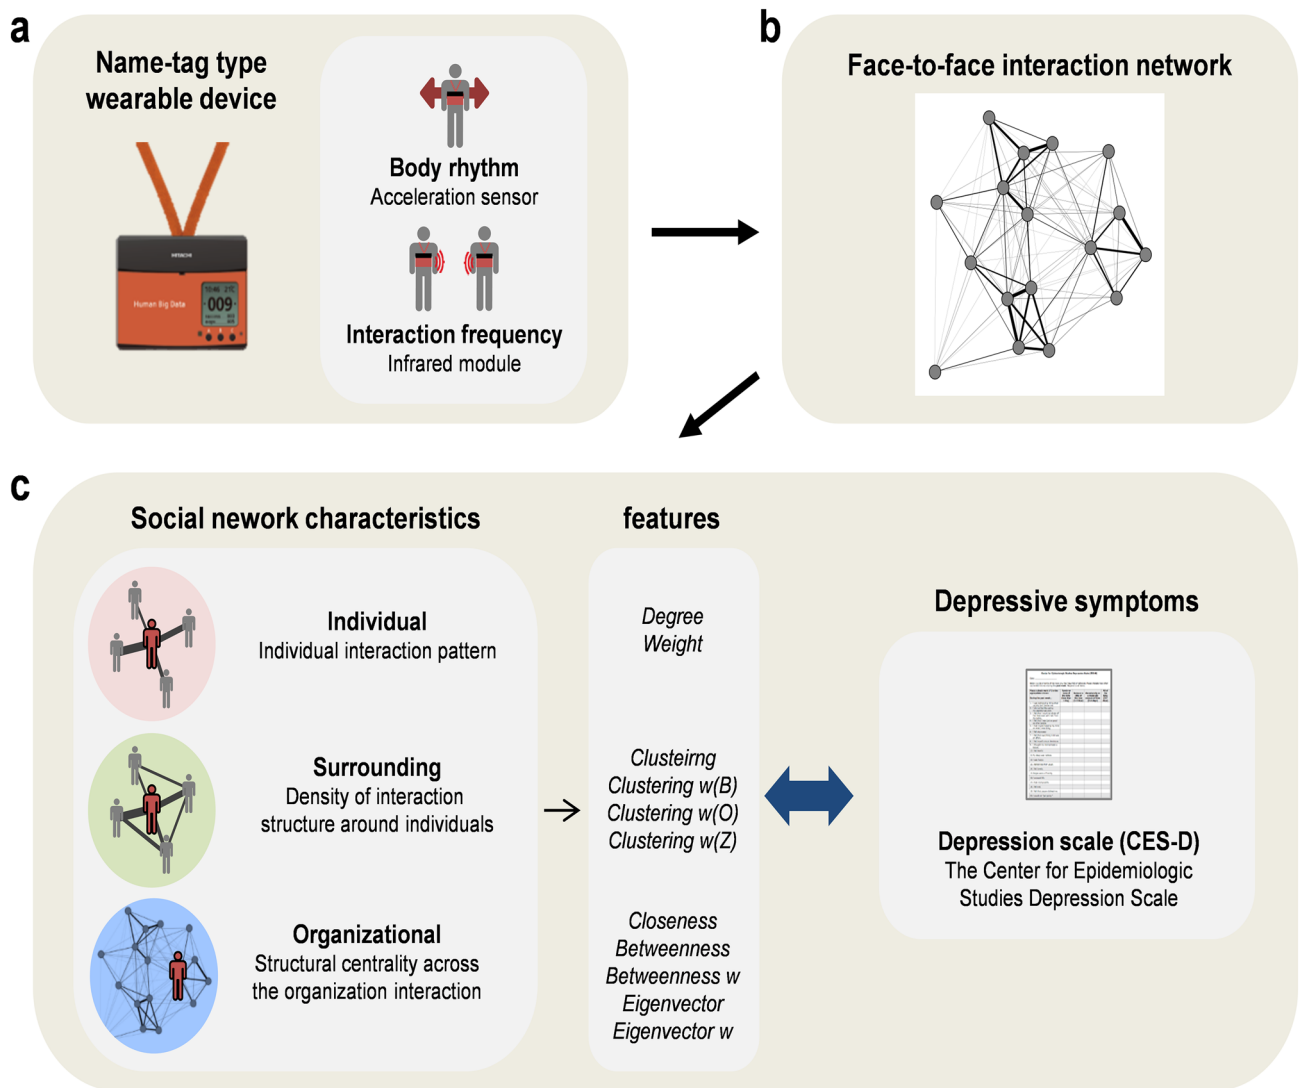 a
Name-tag type
wearable device
HITACHI
Human Big Data
009
Body rhythm
Acceleration sensor
Interaction frequency
Infrared module
b
Face-to-face interaction network
c
Social nework characteristics
features
Individual
Individual interaction pattern
Degree
Weight
Surrounding
Density of interaction
structure around individuals
Clusteirng
Clustering w(B)
Clustering w(O)
Clustering w(Z)
Organizational
Structural centrality across
the organization interaction
Closeness
Betweenness
Betweenness w
Eigenvector
Eigenvector w
Depressive symptoms
Depression scale (CES-D)
The Center for Epidemiologic
Studies Depression Scale